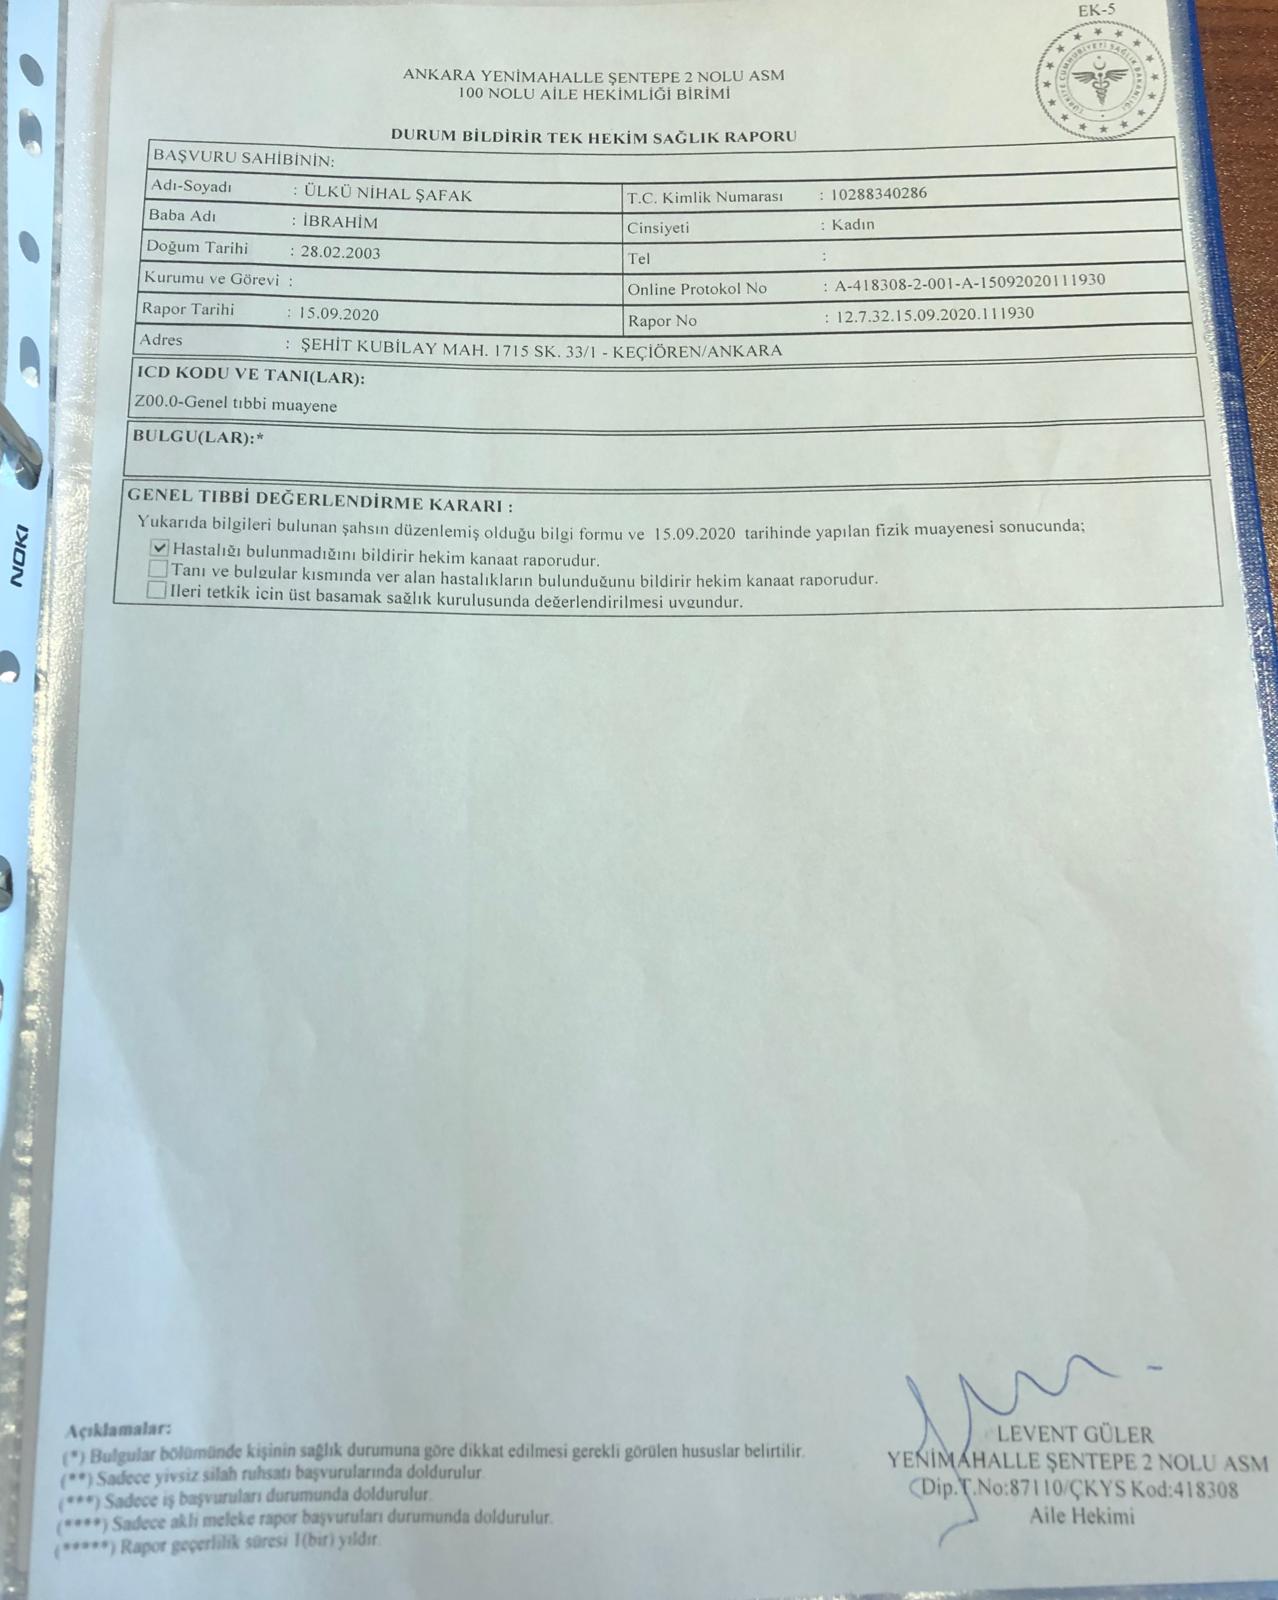 EK-5
TÜRKİYE CUMHURİYETİ SAĞLIK BAKANLIĞI
ANKARA YENİMAHALLE ŞENTEPE 2 NOLU ASM
100 NOLU AİLE HEKİMLİĞİ BİRİMİ
DURUM BİLDİRİR TEK HEKİM SAĞLIK RAPORU
BAŞVURU SAHİBİNİN:
Adı-Soyadı : ÜLKÜ NİHAL ŞAFAK T.C. Kimlik Numarası : 10288340286
Baba Adı : İBRAHİM Cinsiyeti : Kadın
Doğum Tarihi : 28.02.2003 Tel :
Kurumu ve Görevi : Online Protokol No : A-418308-2-001-A-15092020111930
Rapor Tarihi : 15.09.2020 Rapor No : 12.7.32.15.09.2020.111930
Adres : ŞEHİT KUBİLAY MAH. 1715 SK. 33/1 - KEÇİÖREN/ANKARA
ICD KODU VE TANI(LAR):
Z00.0-Genel tıbbi muayene
BULGU(LAR):*
GENEL TIBBİ DEĞERLENDİRME KARARI :
Yukarıda bilgileri bulunan şahsın düzenlemiş olduğu bilgi formu ve 15.09.2020 tarihinde yapılan fizik muayenesi sonucunda;
Hastalığı bulunmadığını bildirir hekim kanaat raporudur.
Tanı ve bulgular kısmında yer alan hastalıkların bulunduğunu bildirir hekim kanaat raporudur.
İleri tetkik için üst basamak sağlık kuruluşunda değerlendirilmesi uygundur.
NOKI
LEVENT GÜLER
YENİMAHALLE ŞENTEPE 2 NOLU ASM
Dip.T.No:87110/ÇKYS Kod:418308
Aile Hekimi
Açıklamalar:
(*) Bulgular bölümünde kişinin sağlık durumuna göre dikkat edilmesi gerekli görülen hususlar belirtilir.
(**) Sadece yivsiz silah ruhsatı başvurularında doldurulur.
(***) Sadece iş başvuruları durumunda doldurulur.
(****) Sadece akli meleke rapor başvuruları durumunda doldurulur.
(*****) Rapor geçerlilik süresi 1(bir) yıldır.